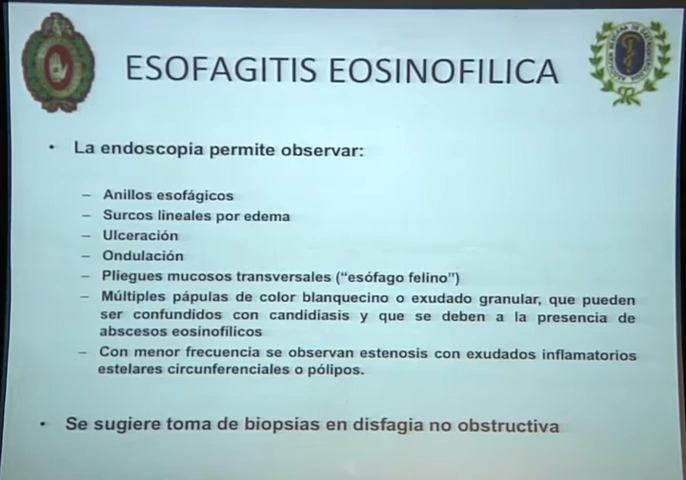 ESOFAGITIS EOSINOFILICA
• La endoscopia permite observar:
– Anillos esofágicos
– Surcos lineales por edema
– Ulceración
– Ondulación
– Pliegues mucosos transversales (“esófago felino”)
– Múltiples pápulas de color blanquecino o exudado granular, que pueden
ser confundidos con candidiasis y que se deben a la presencia de
abscesos eosinofílicos
– Con menor frecuencia se observan estenosis con exudados inflamatorios
estelares circunferenciales o pólipos.
• Se sugiere toma de biopsias en disfagia no obstructiva